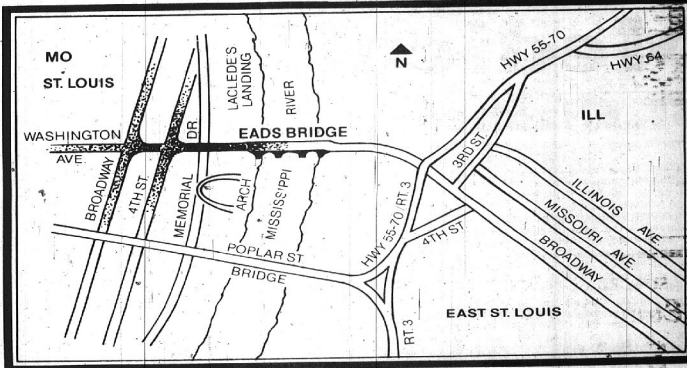 MO
ST. LOUIS
WASHINGTON
AVE.
BROADWAY
4TH ST.
MEMORIAL
DR
LACLEDE'S
LANDING
RIVER
EADS BRIDGE
ARCH
MISSISS'PPI
POPLAR ST
BRIDGE
N
HWY 55-70
HWY 64
ILL
3RD ST.
HWY 55-70/RT. 3
4TH ST
ILLINOIS AVE.
MISSOURI AVE.
BROADWAY
EAST ST. LOUIS
RT. 3